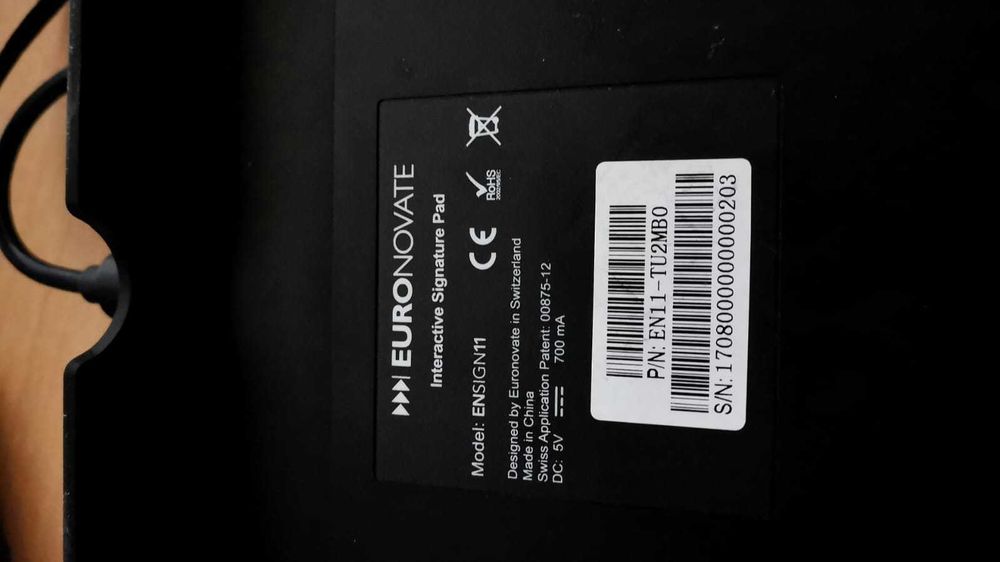 EURONOVATE
Interactive Signature Pad
Model: ENSIGN11
CE
RoHS
Designed by Euronovate in Switzerland
Made in China
Swiss Application Patent: 00875-12
DC: 5V 700 mA
P/N: EN11-TU2MB0
S/N: 1708000000000203